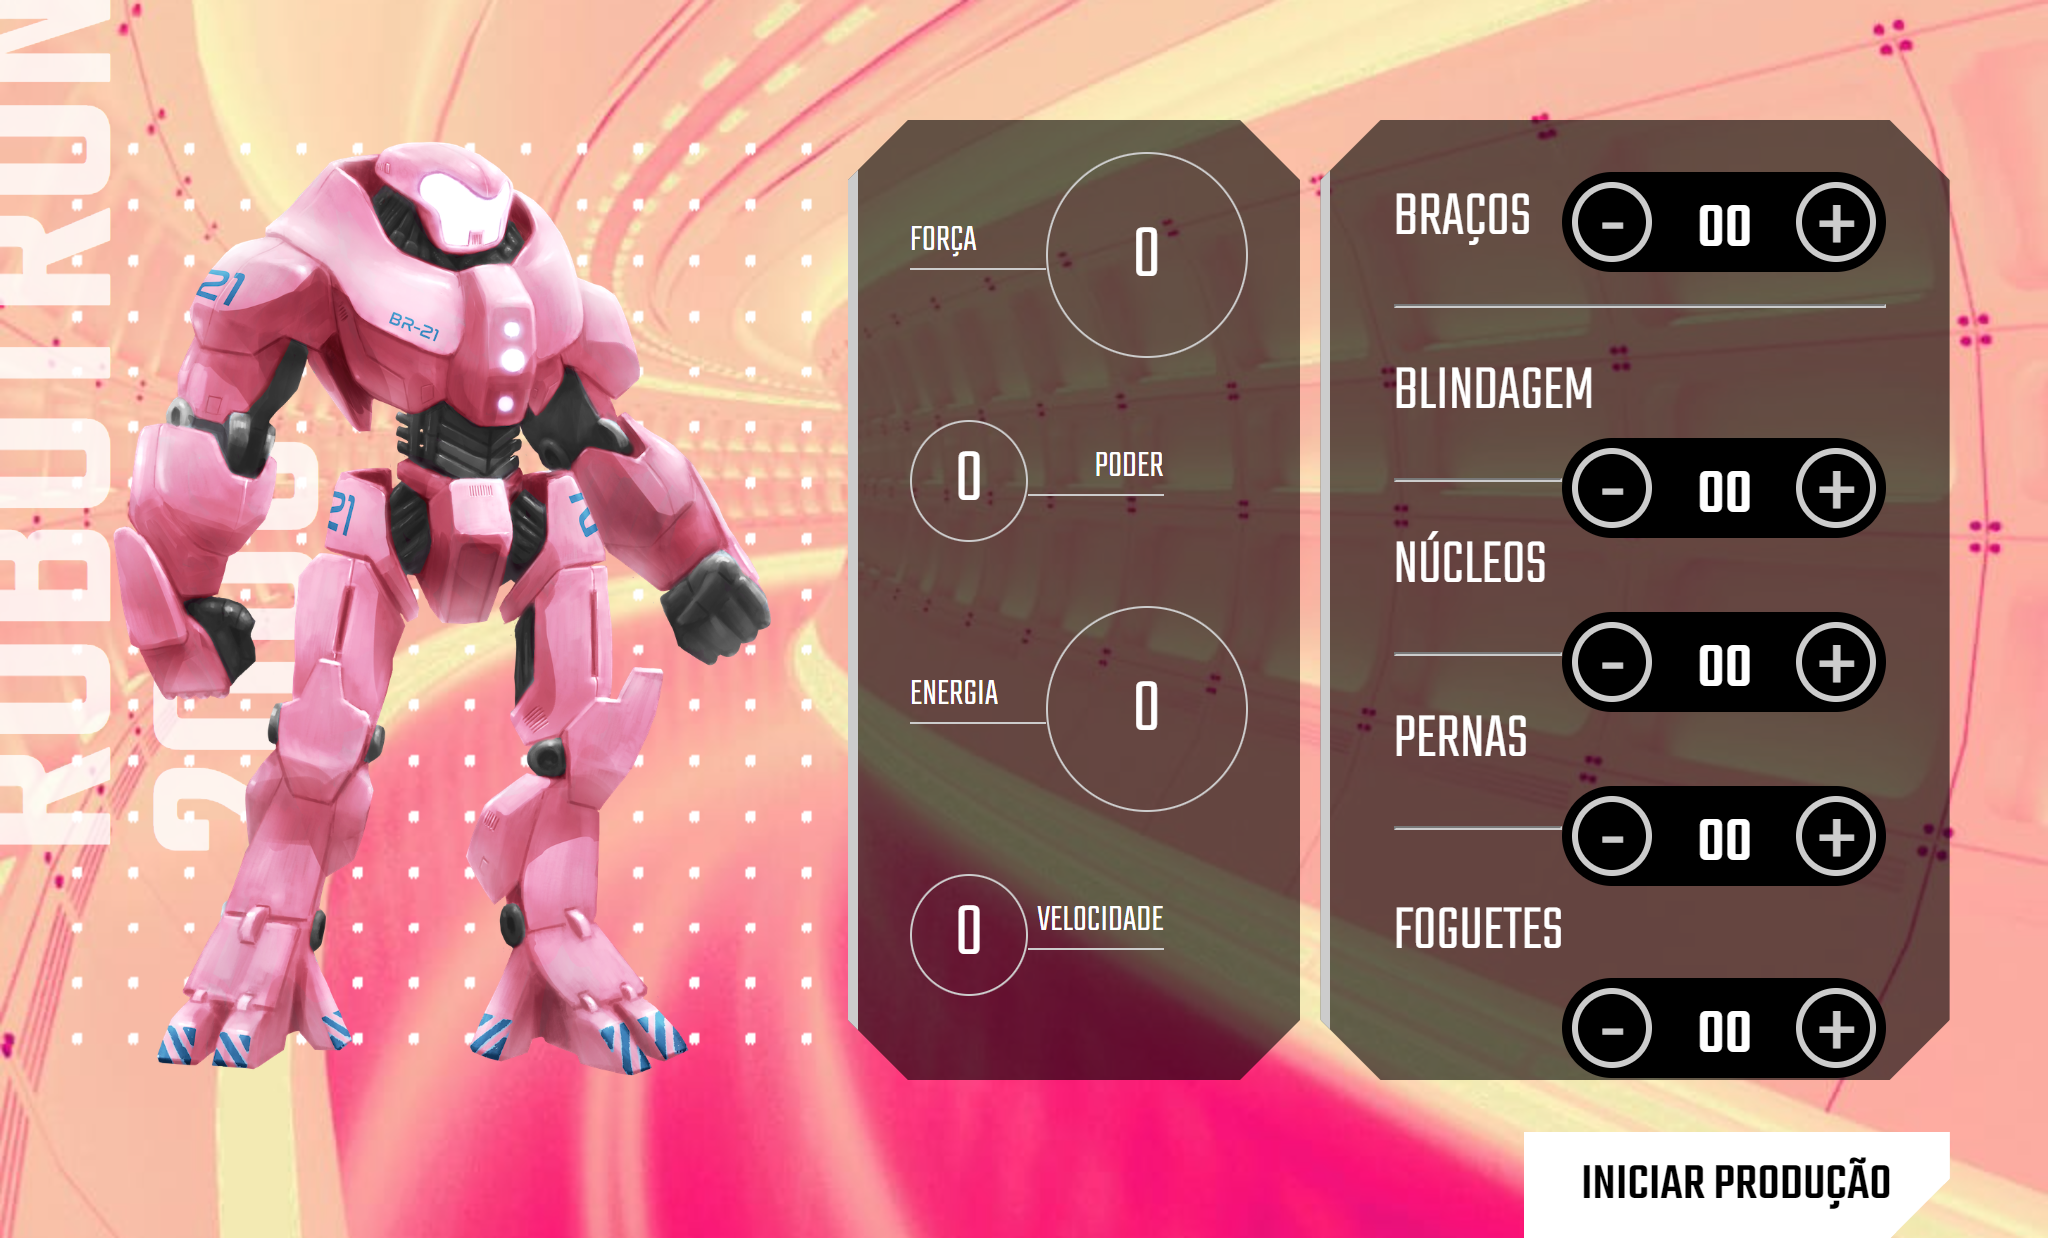 ROBOTRON
2000
21
BR-21
21
FORÇA
0
0
PODER
ENERGIA
0
0
VELOCIDADE
BRAÇOS
- 00 +
BLINDAGEM
- 00 +
NÚCLEOS
- 00 +
PERNAS
- 00 +
FOGUETES
- 00 +
INICIAR PRODUÇÃO